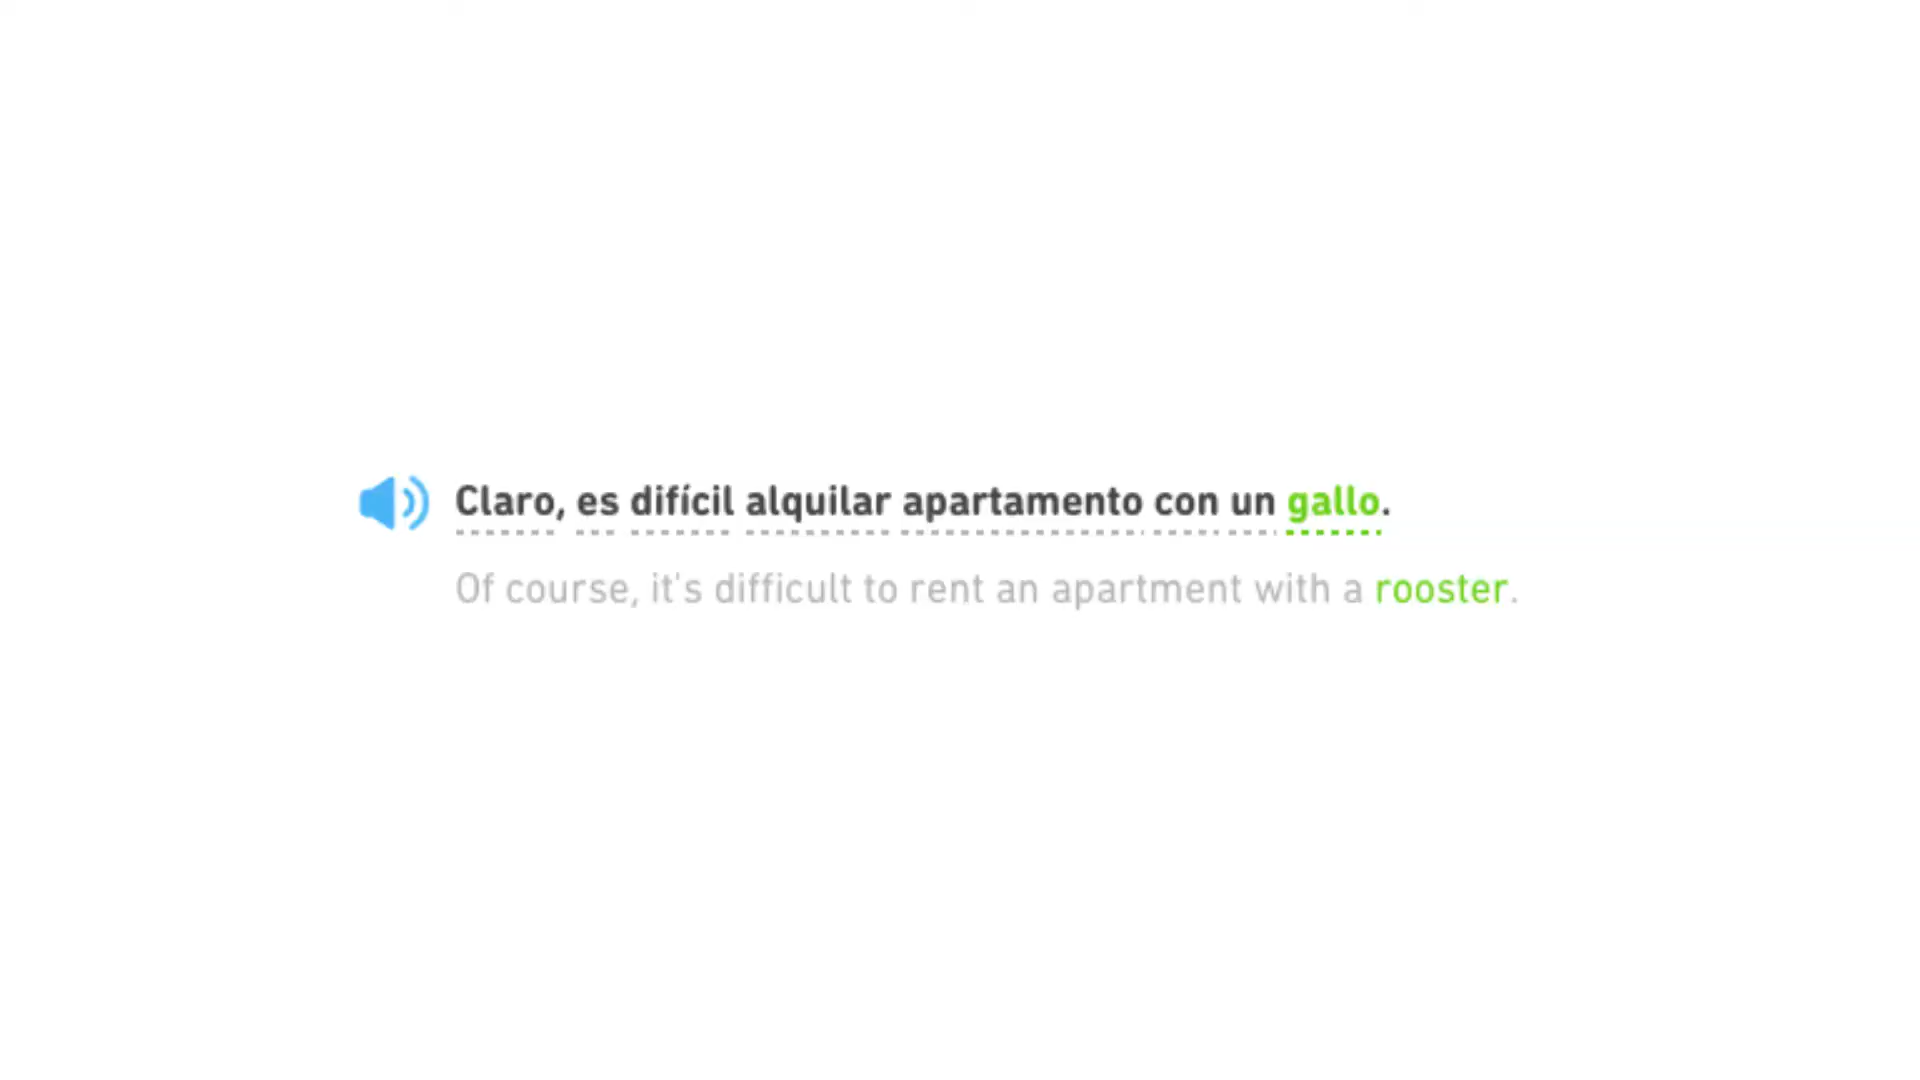 Claro, es difícil alquilar apartamento con un gallo.
Of course, it's difficult to rent an apartment with a rooster.